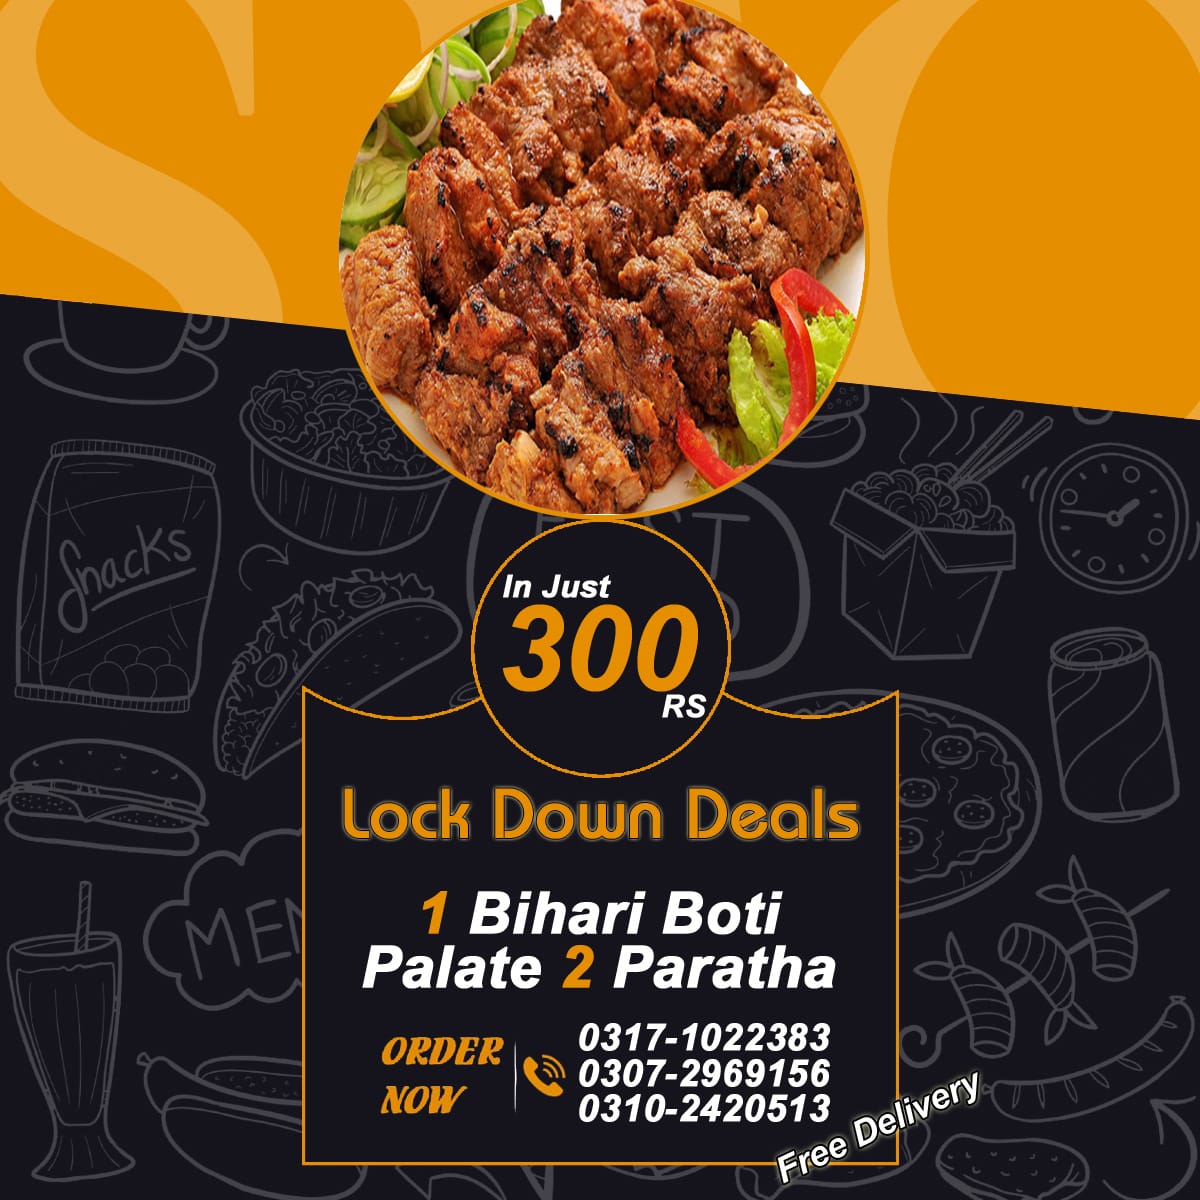 In Just
300
RS
Lock Down Deals
1 Bihari Boti
Palate 2 Paratha
ORDER
NOW
0317-1022383
0307-2969156
0310-2420513
Free Delivery
Snacks